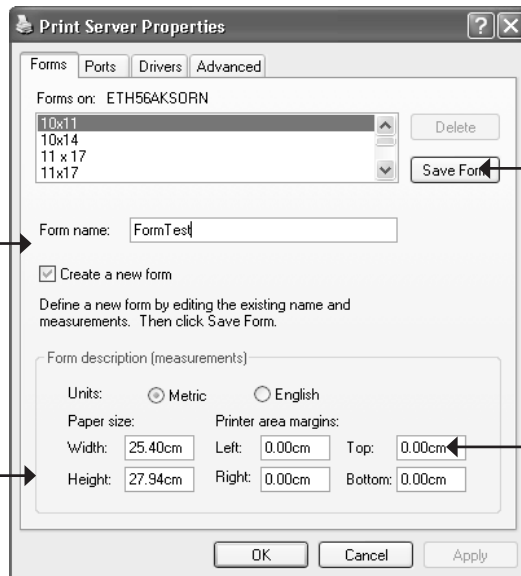 Print Server Properties
Forms Ports Drivers Advanced
Forms on: ETH56AKSORN
10x11
10x14
11 x 17
11x17
Delete
Save Form
Form name: FormTest
Create a new form
Define a new form by editing the existing name and
measurements. Then click Save Form.
Form description (measurements)
Units: Metric English
Paper size: Printer area margins:
Width: 25.40cm Left: 0.00cm Top: 0.00cm
Height: 27.94cm Right: 0.00cm Bottom: 0.00cm
OK Cancel Apply